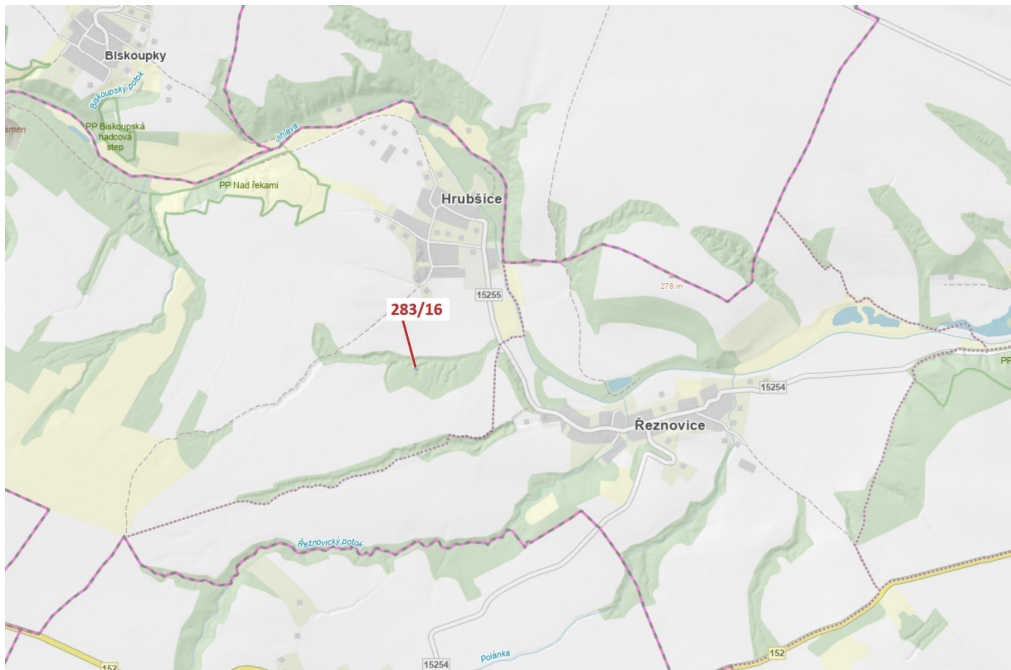 Biskoupky
Biskoupský potok
PP Biskoupská
hadcová
step
Jihlava
PP Nad řekami
Hrubšice
15255
278 m
283/16
15254
Řeznovice
Řeznovický potok
152
15254
152
Polánka